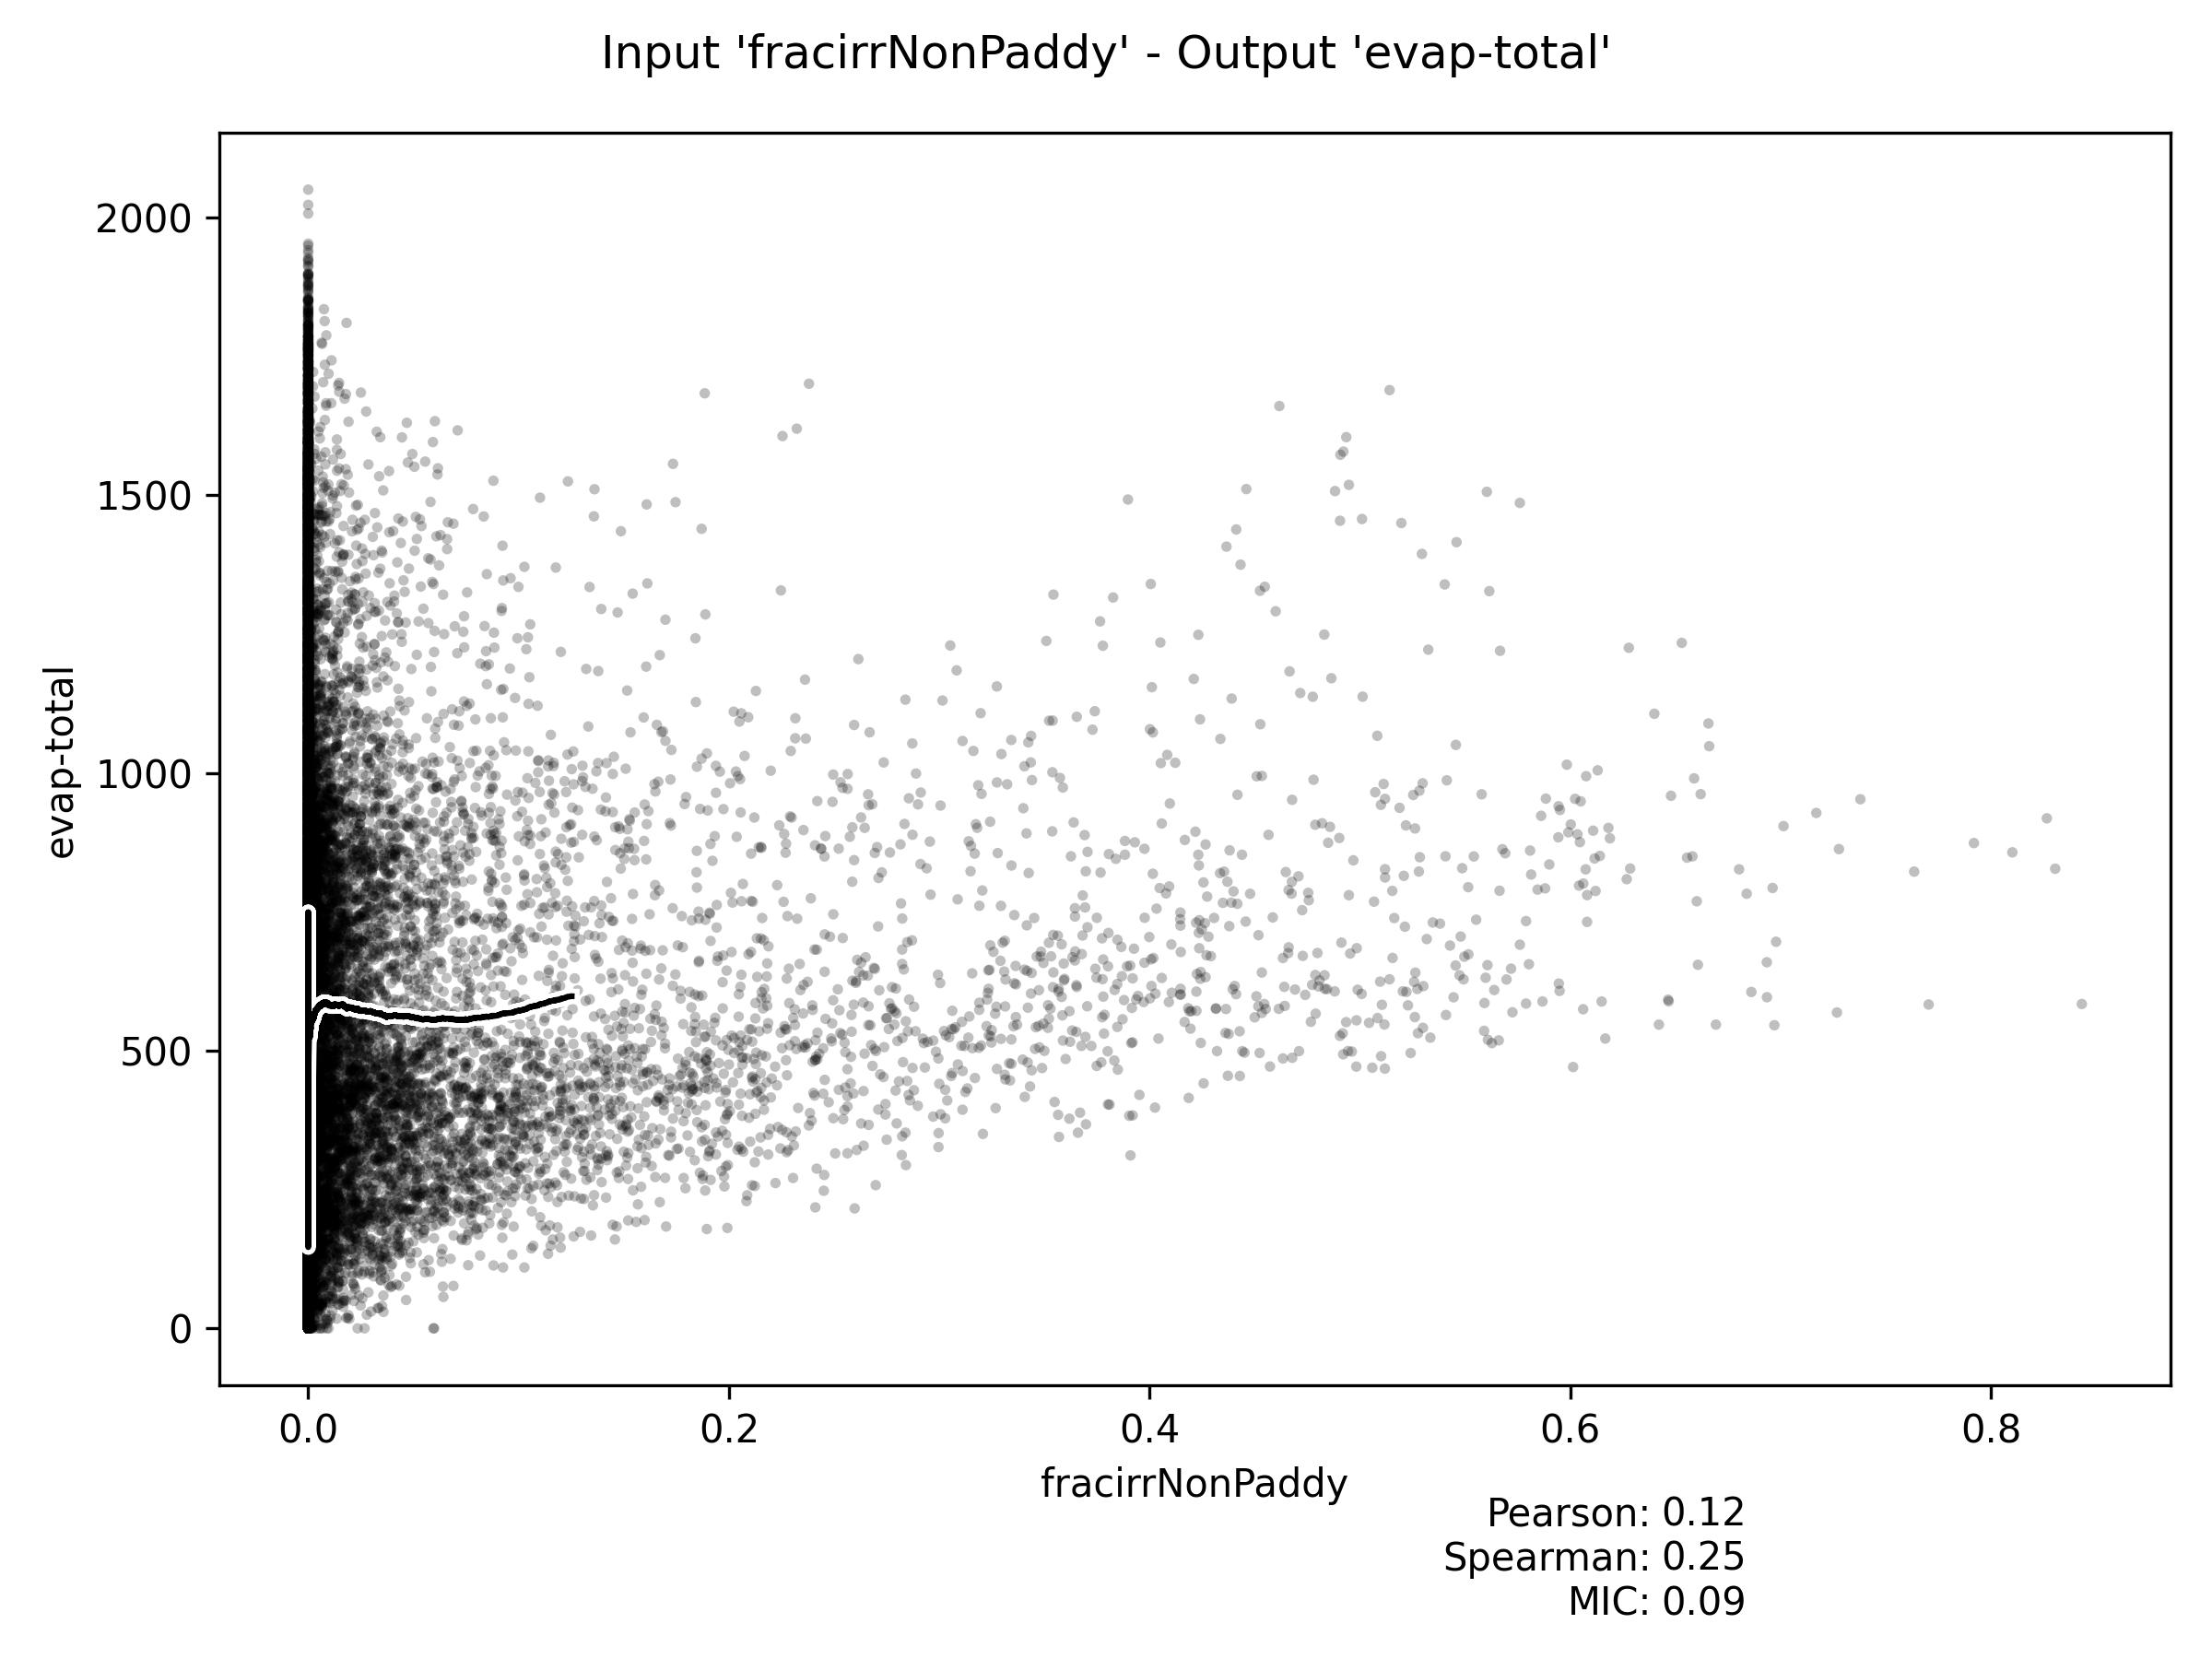 Input 'fracirrNonPaddy' - Output 'evap-total'
2000
1500
1000
500
0
evap-total
0.0 0.2 0.4 0.6 0.8
fracirrNonPaddy
Pearson: 0.12
Spearman: 0.25
MIC: 0.09